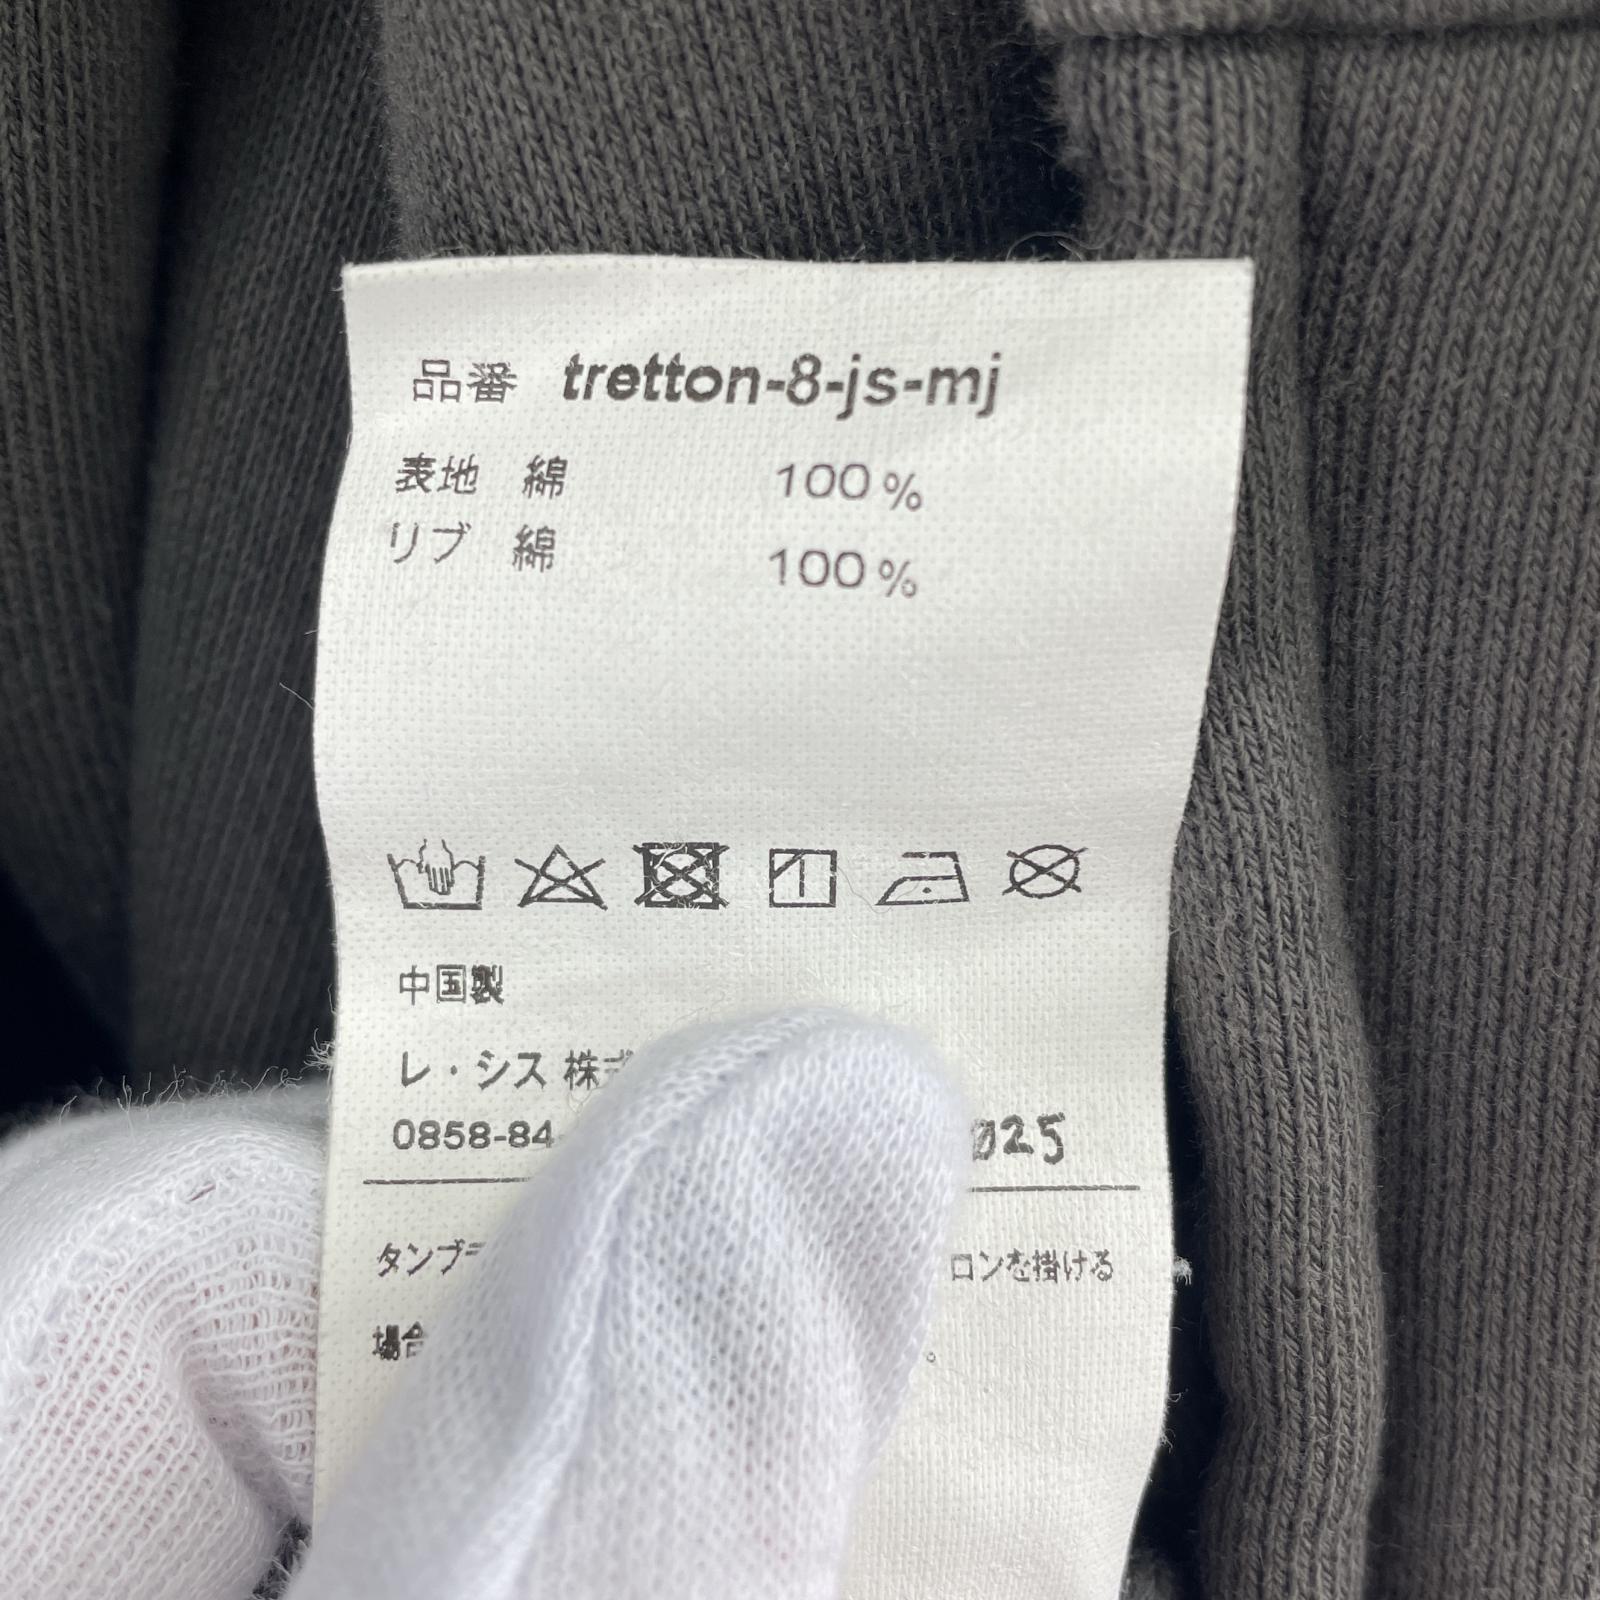 品番 tretton-8-js-mj
表地 綿 100%
リブ 綿 100%
中国製
レ・シス 株
0858-84- 025
タンブ ロンを掛ける
場合 。